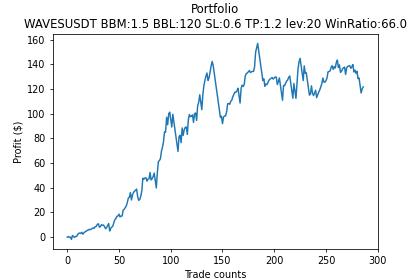 Portfolio
WAVESUSDT BBM:1.5 BBL:120 SL:0.6 TP:1.2 lev:20 WinRatio:66.0
160
140
120
100
80
60
40
20
0
Profit ($)
0 50 100 150 200 250 300
Trade counts